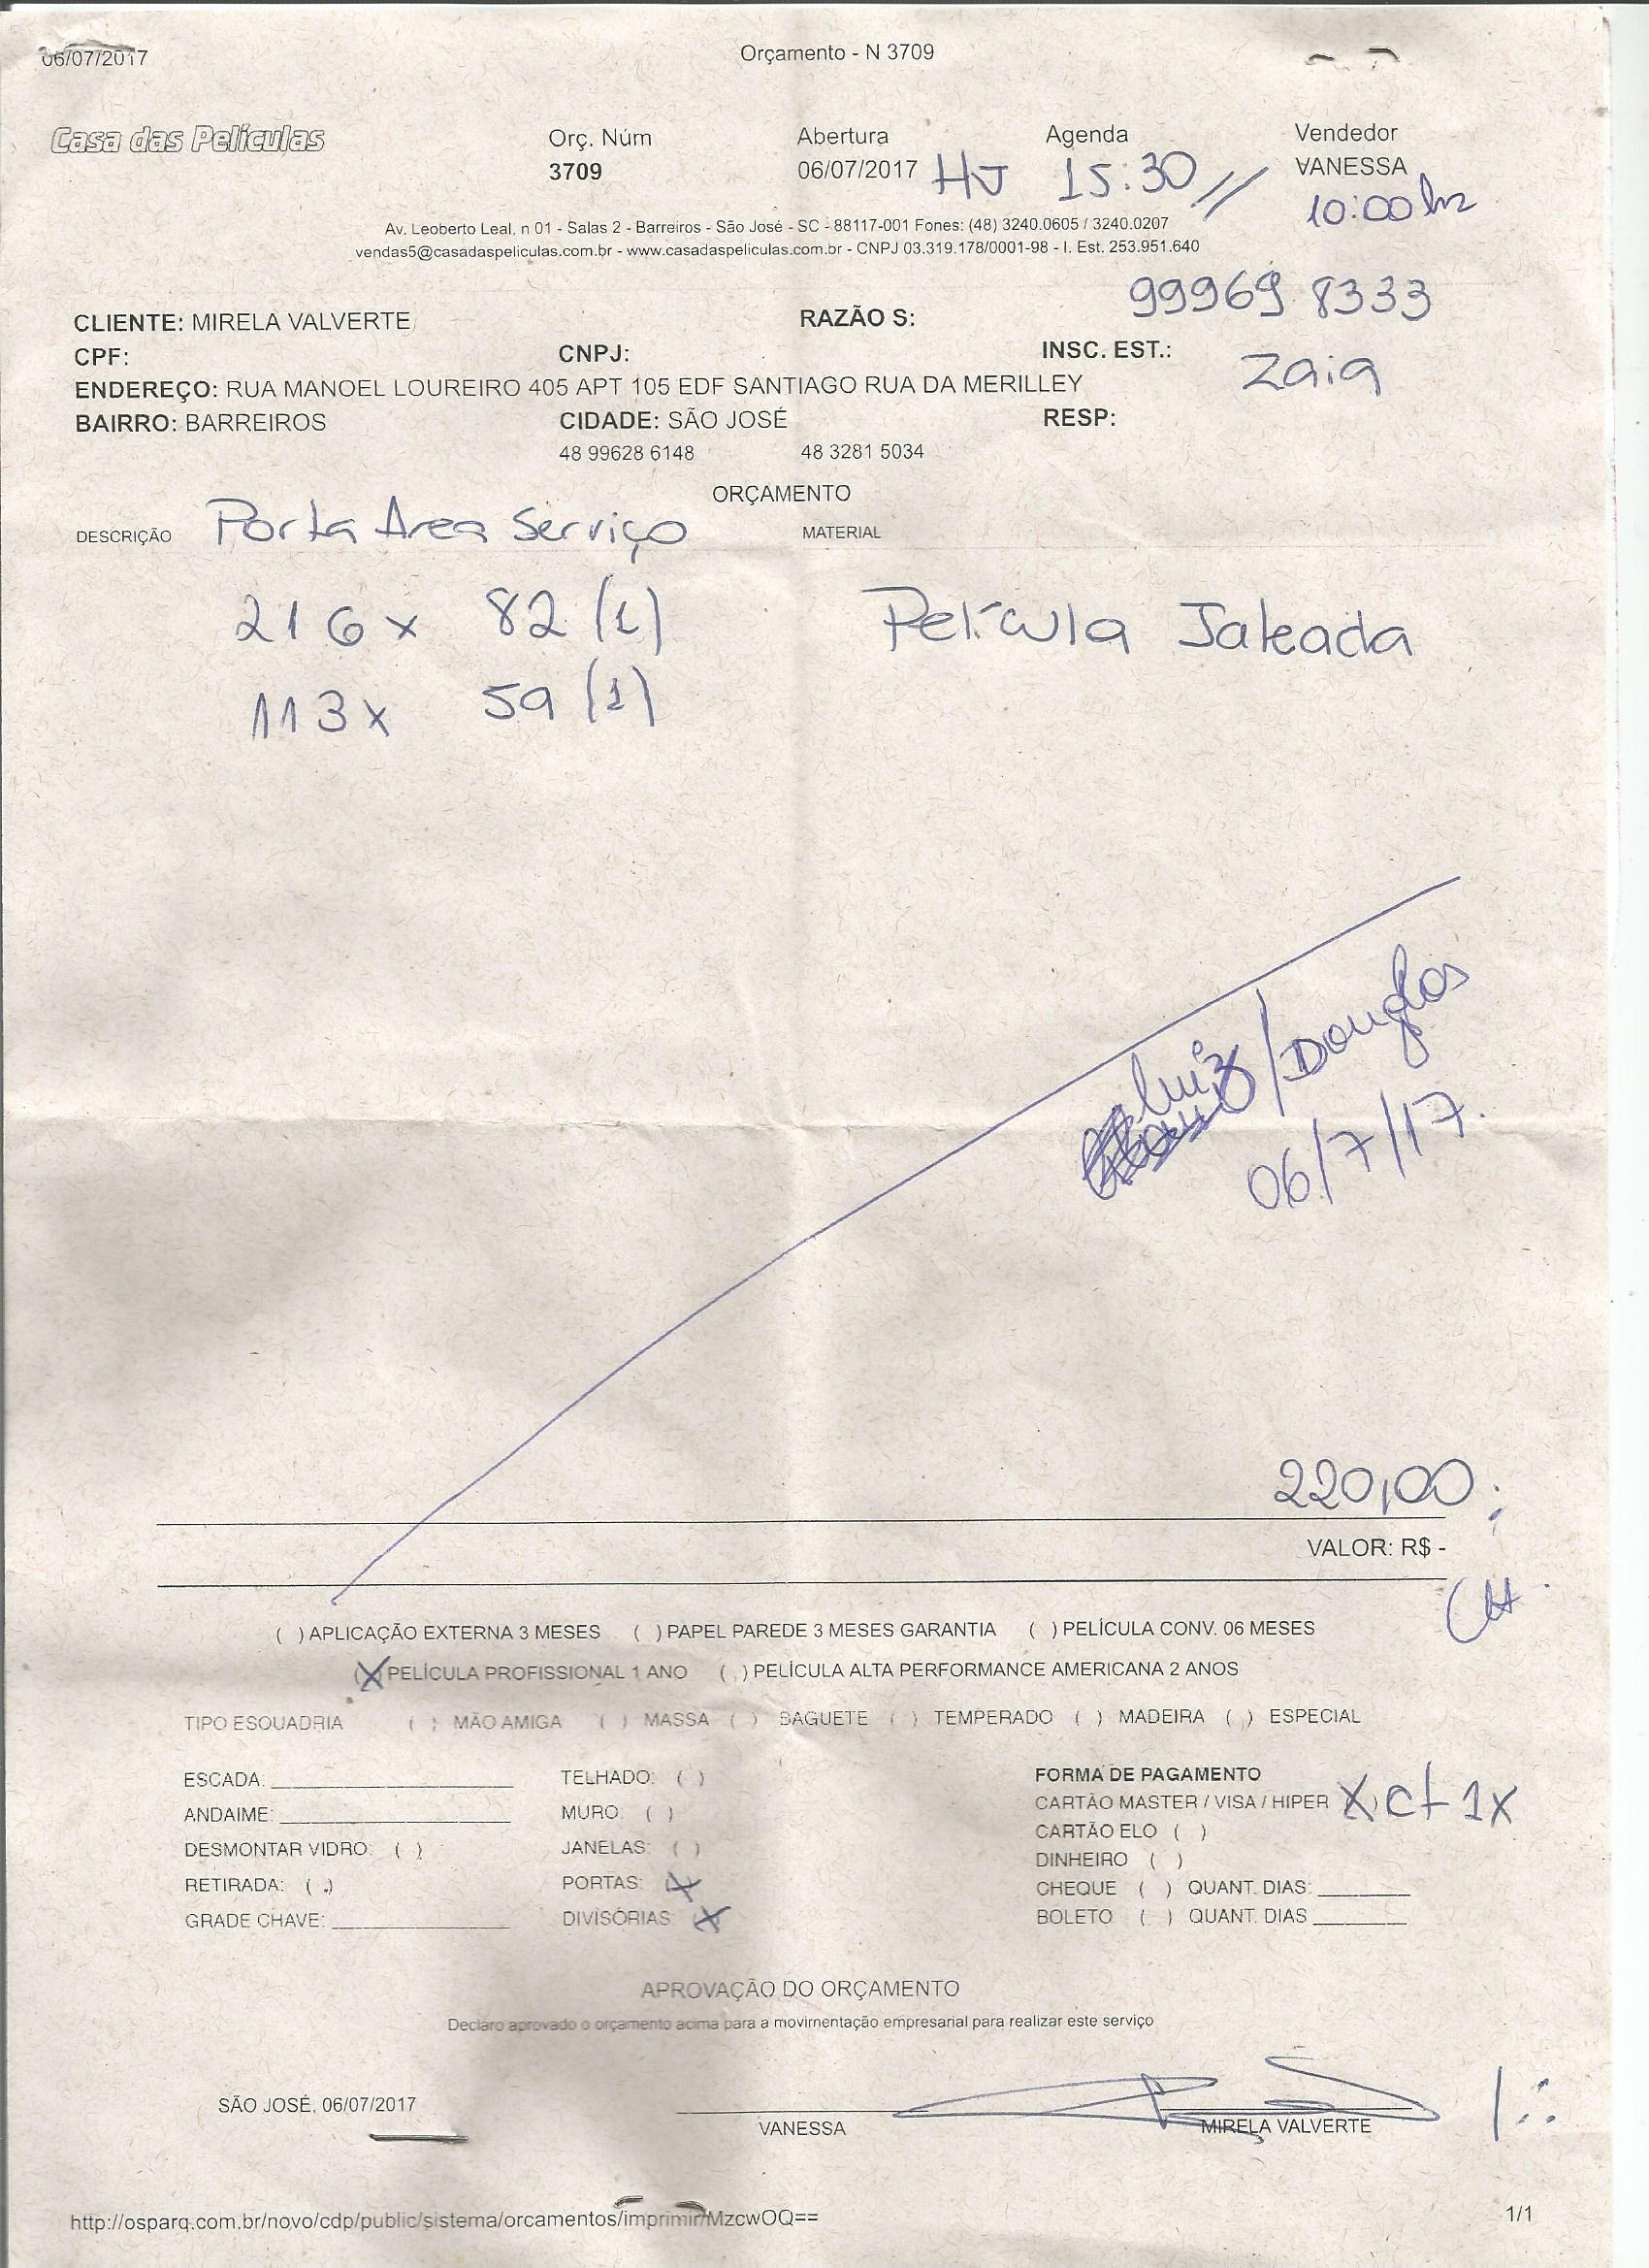 06/07/2017 Orçamento - N 3709
Casa das Películas Orç. Núm Abertura Agenda Vendedor
3709 06/07/2017 HJ 15:30 // VANESSA
10:00 hs
Av. Leoberto Leal, n 01 - Salas 2 - Barreiros - São José - SC - 88117-001 Fones: (48) 3240.0605 / 3240.0207
vendas5@casadaspeliculas.com.br - www.casadaspeliculas.com.br - CNPJ 03.319.178/0001-98 - I. Est. 253.951.640
99969 8333
CLIENTE: MIRELA VALVERTE RAZÃO S:
CPF: CNPJ: INSC. EST.: Zaia
ENDEREÇO: RUA MANOEL LOUREIRO 405 APT 105 EDF SANTIAGO RUA DA MERILLEY
BAIRRO: BARREIROS CIDADE: SÃO JOSÉ RESP:
48 99628 6148 48 3281 5034
ORÇAMENTO
DESCRIÇÃO Porta Area Serviço MATERIAL
216 x 82 (1) Película Jateada
113 x 59 (1)
Luiz / Douglas
06/7/17.
220,00
VALOR: R$ -
( ) APLICAÇÃO EXTERNA 3 MESES ( ) PAPEL PAREDE 3 MESES GARANTIA ( ) PELÍCULA CONV. 06 MESES
(X) PELÍCULA PROFISSIONAL 1 ANO ( ) PELÍCULA ALTA PERFORMANCE AMERICANA 2 ANOS
TIPO ESQUADRIA ( ) MÃO AMIGA ( ) MASSA ( ) BAGUETE ( ) TEMPERADO ( ) MADEIRA ( ) ESPECIAL
ESCADA: TELHADO: ( ) FORMA DE PAGAMENTO
ANDAIME: MURO: ( ) CARTÃO MASTER / VISA / HIPER X) ct 1x
DESMONTAR VIDRO: ( ) JANELAS: ( ) CARTÃO ELO ( )
RETIRADA: ( ) PORTAS: (X) DINHEIRO ( )
GRADE CHAVE: DIVISÓRIAS (X) CHEQUE ( ) QUANT. DIAS:
BOLETO ( ) QUANT. DIAS
APROVAÇÃO DO ORÇAMENTO
Declaro aprovado o orçamento acima para a movimentação empresarial para realizar este serviço
SÃO JOSÉ, 06/07/2017
VANESSA MIRELA VALVERTE
http://osparq.com.br/novo/cdp/public/sistema/orcamentos/imprimir/MzcwOQ== 1/1